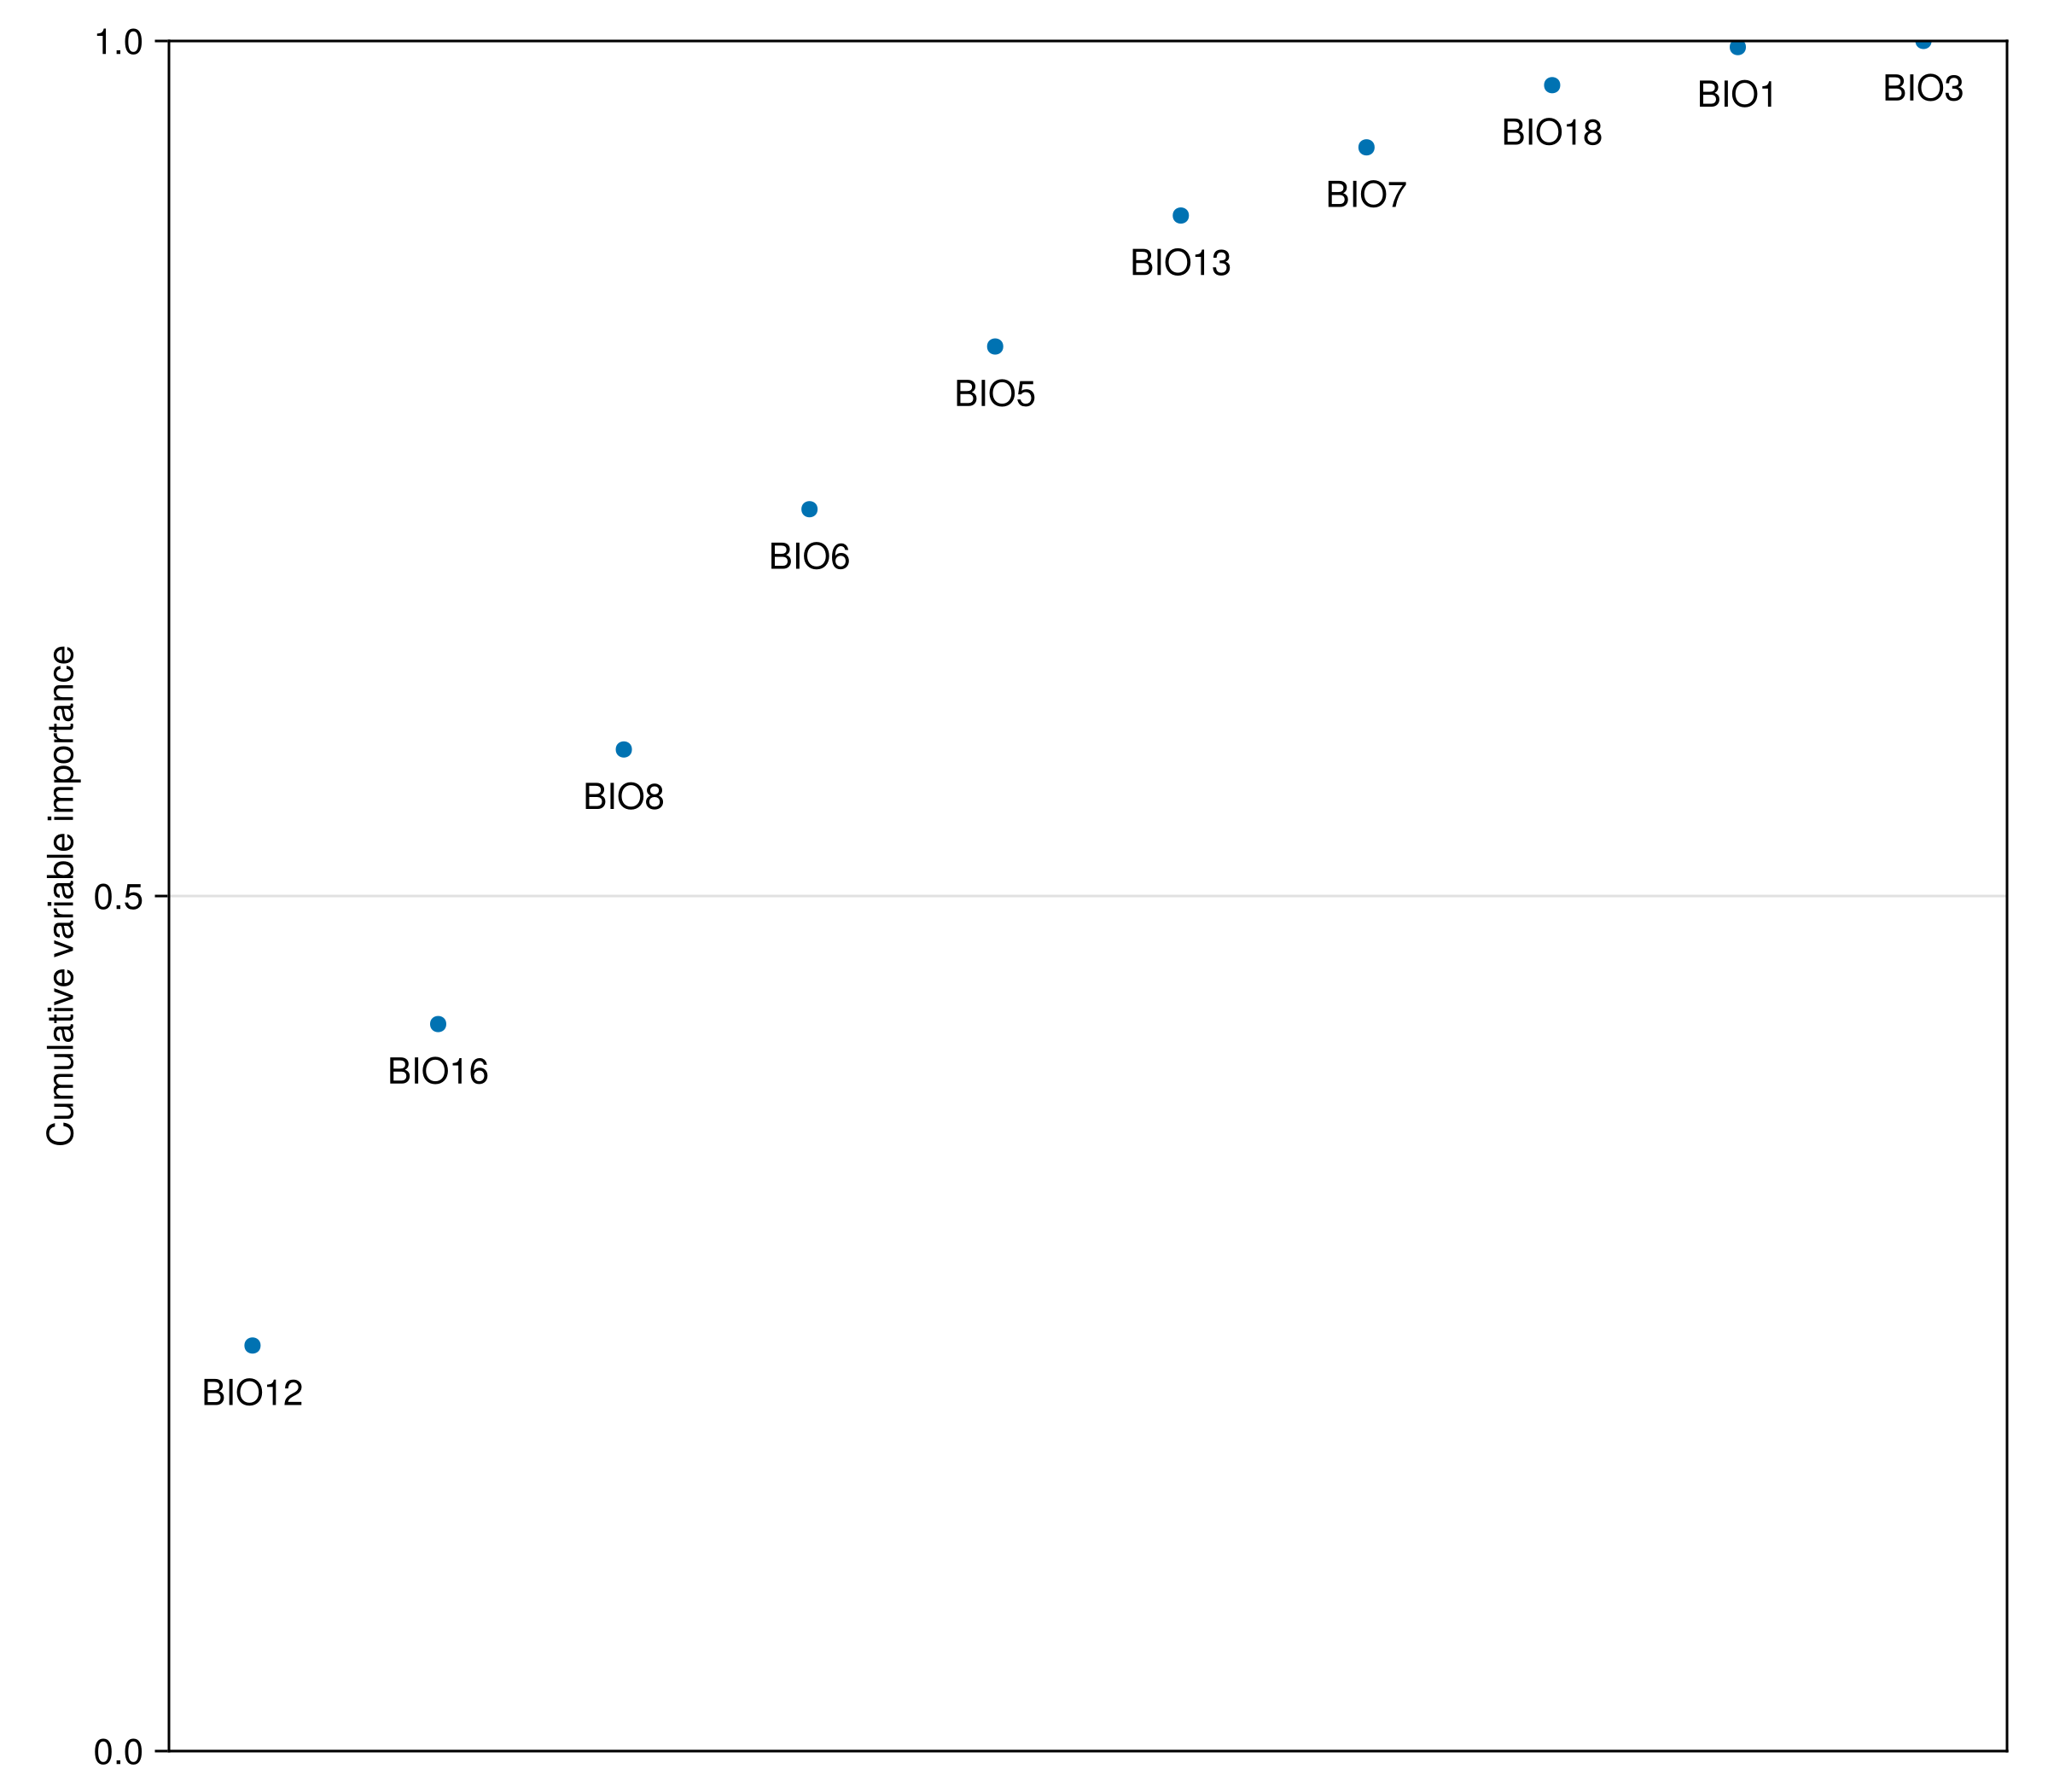 1.0
BIO3
BIO1
BIO18
BIO7
BIO13
BIO5
BIO6
BIO8
0.5
BIO16
BIO12
0.0
Cumulative variable importance